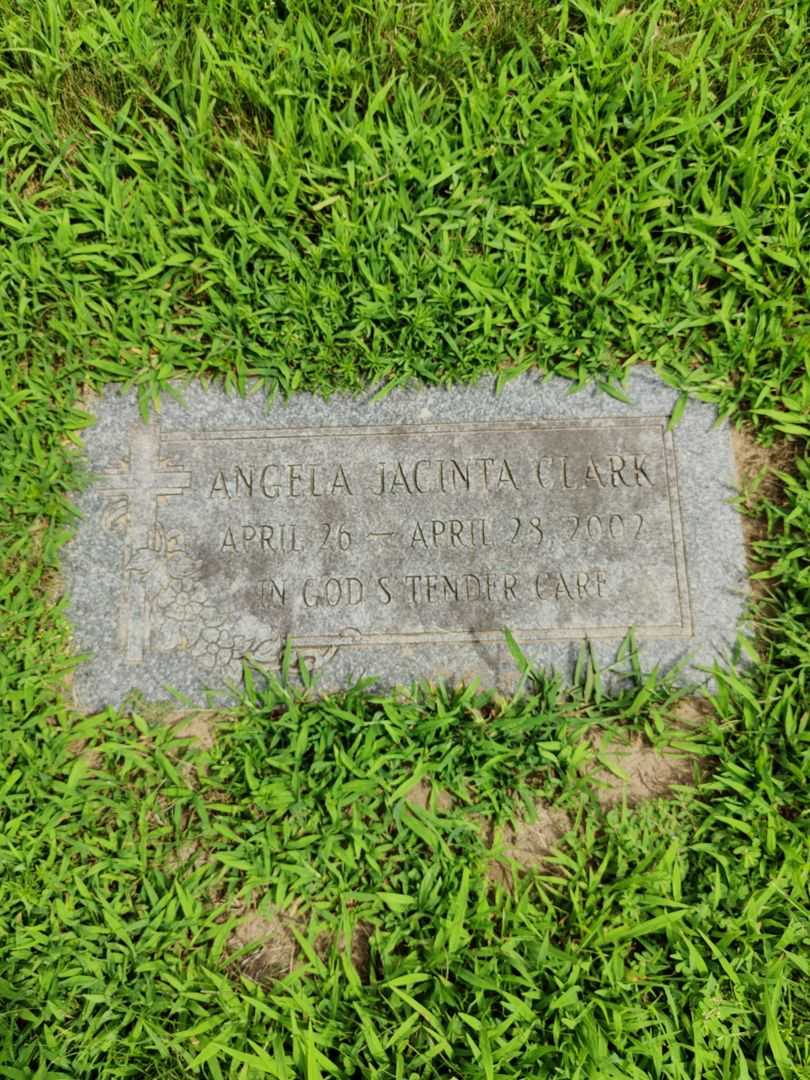 ANGELA JACINTA CLARK
APRIL 26 — APRIL 28, 2002
IN GOD'S TENDER CARE